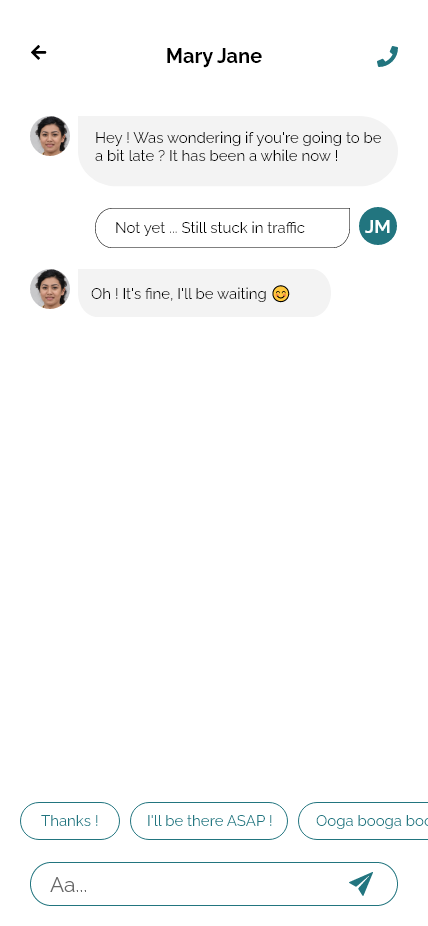 Mary Jane
Hey ! Was wondering if you're going to be
a bit late ? It has been a while now !
Not yet ... Still stuck in traffic
JM
Oh ! It's fine, I'll be waiting 😊
Thanks !
I'll be there ASAP !
Ooga booga boo
Aa...